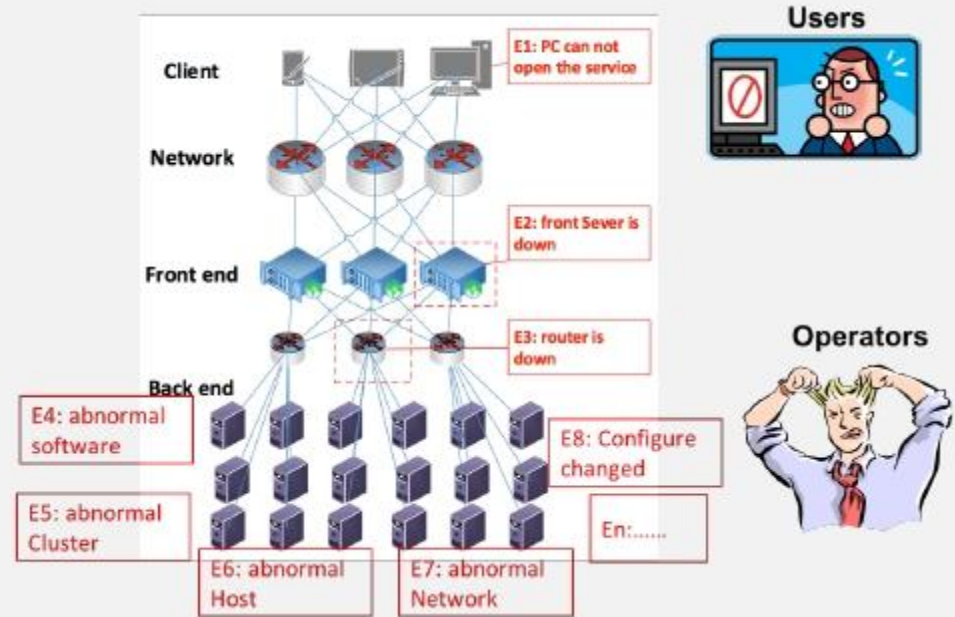 Users
Client
E1: PC can not
open the service
Network
E2: front Sever is
down
Front end
E3: router is
down
Operators
Back end
E4: abnormal
software
E8: Configure
changed
E5: abnormal
Cluster
En:......
E6: abnormal
Host
E7: abnormal
Network